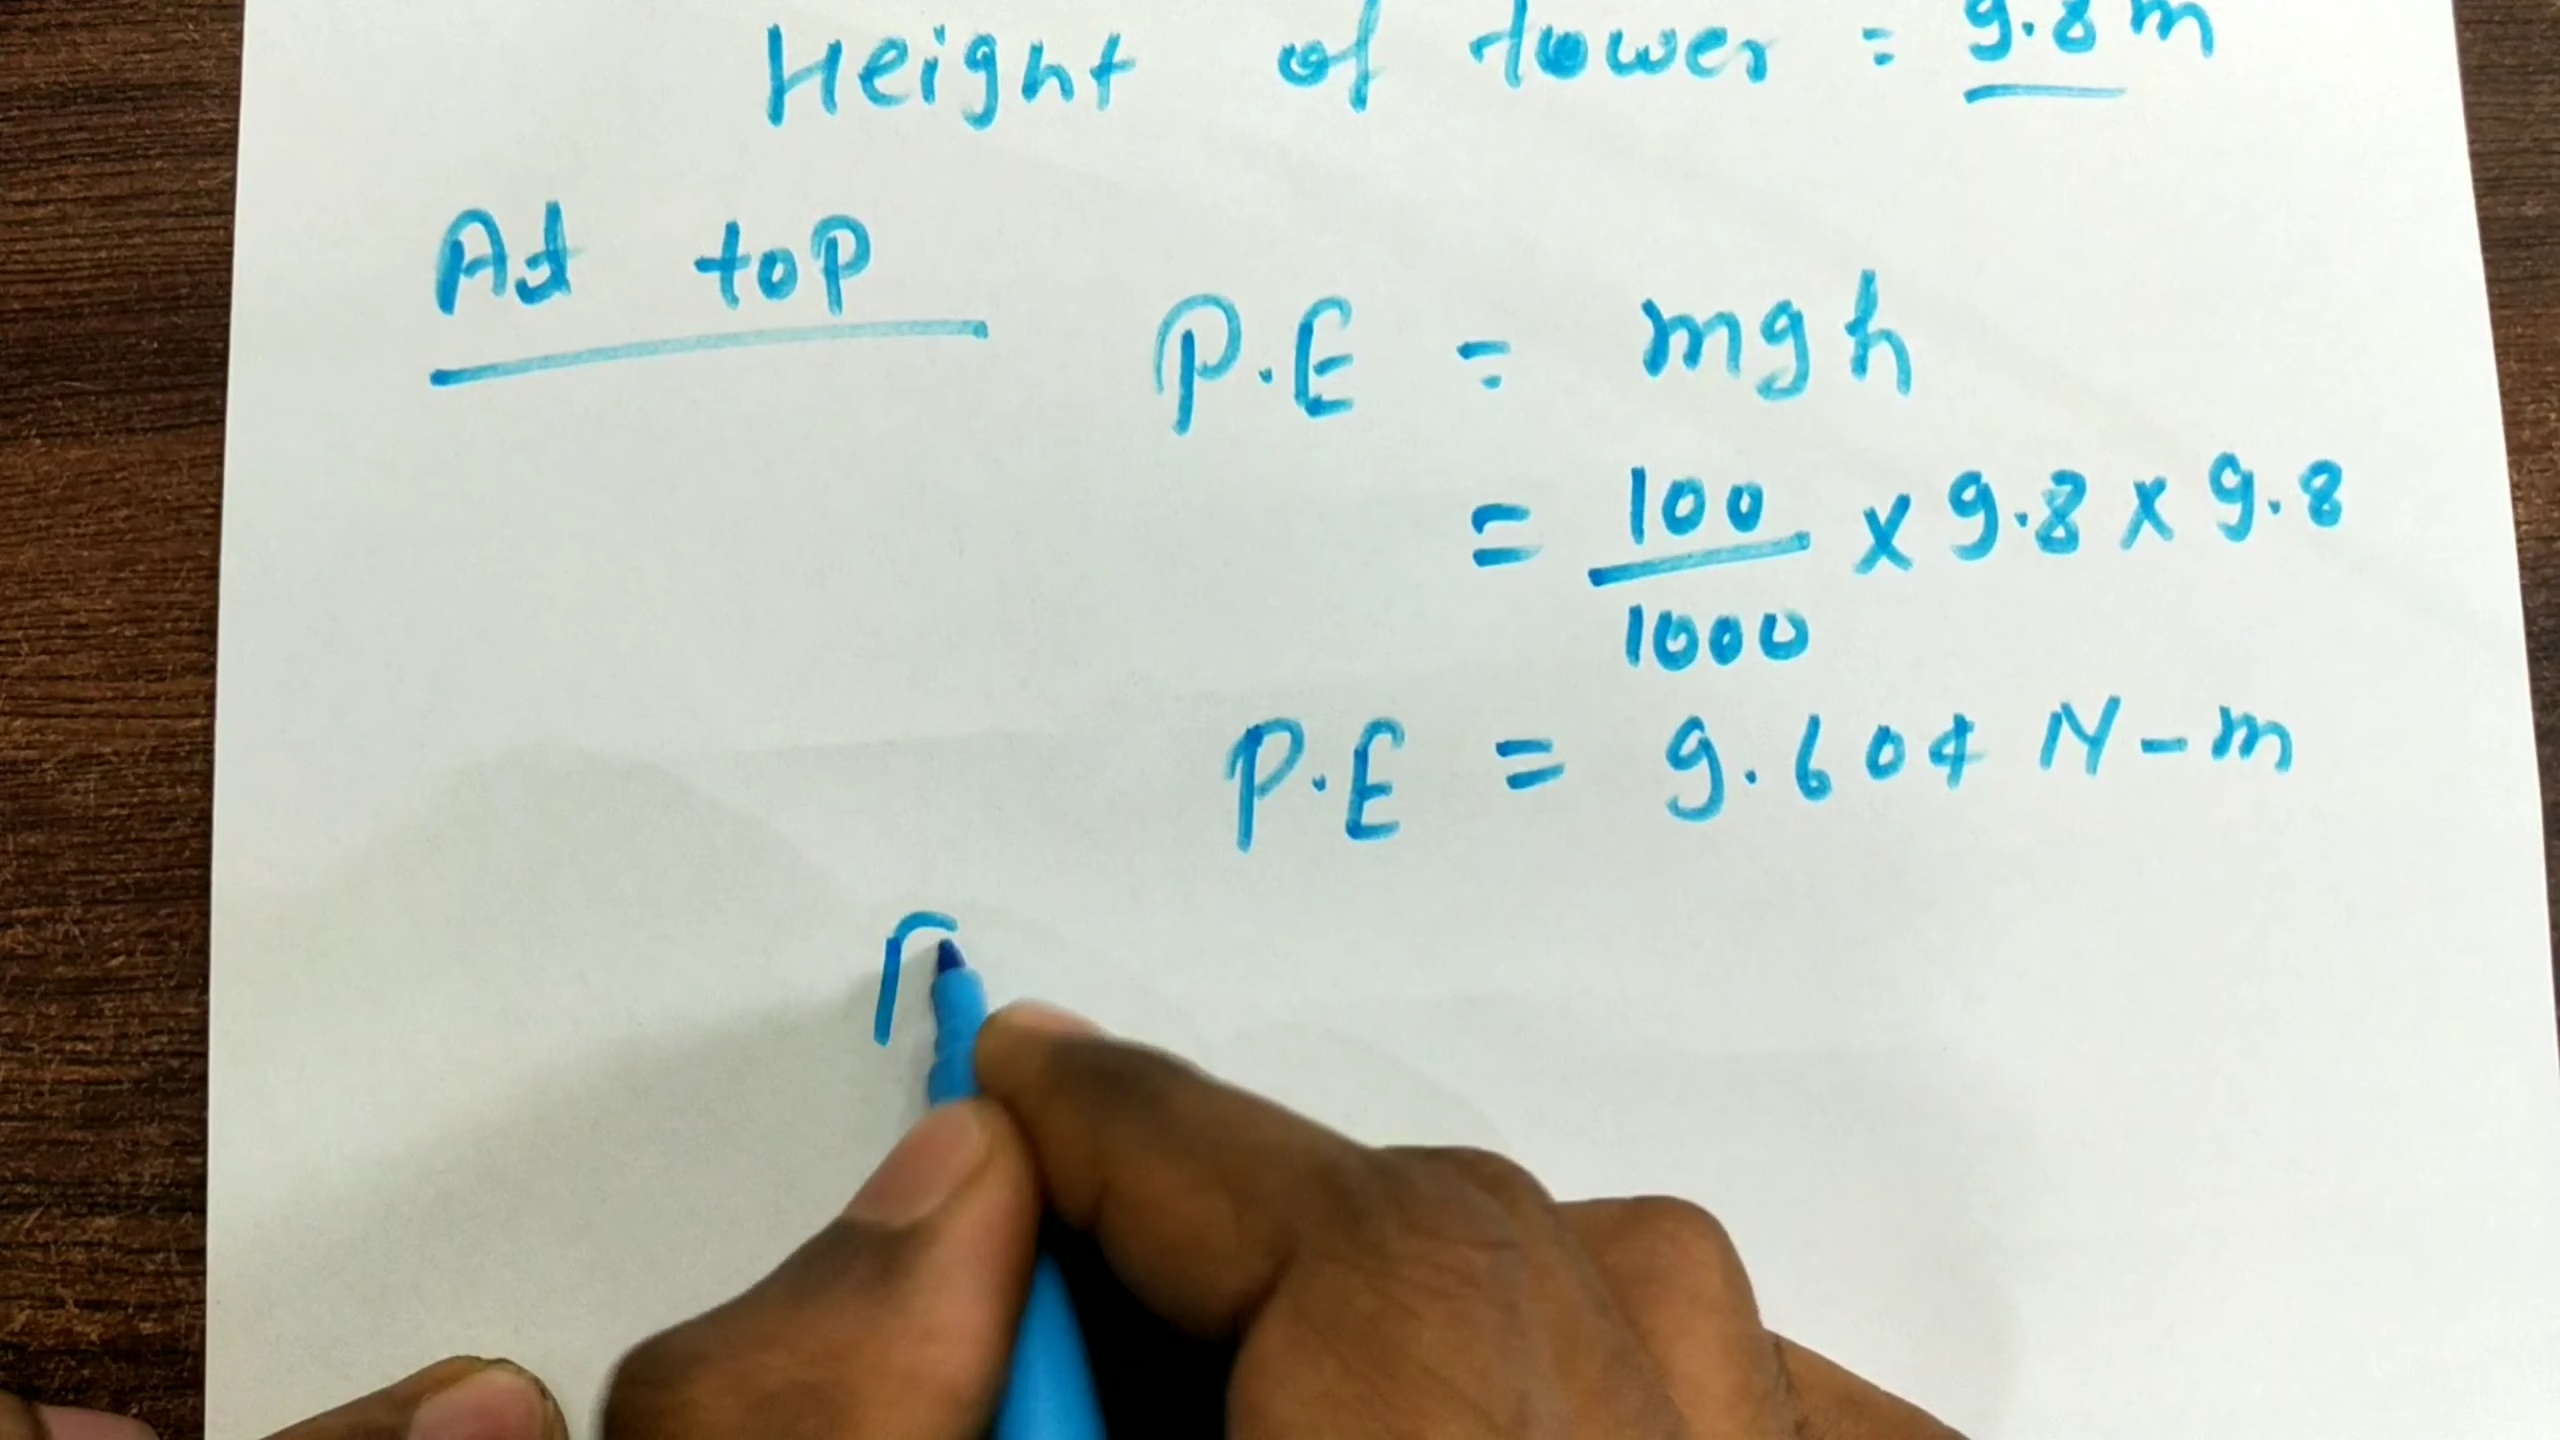 Height of tower = 9.8 m
At top
P.E = mgh
= 100/1000 x 9.8 x 9.8
P.E = 9.604 N-m